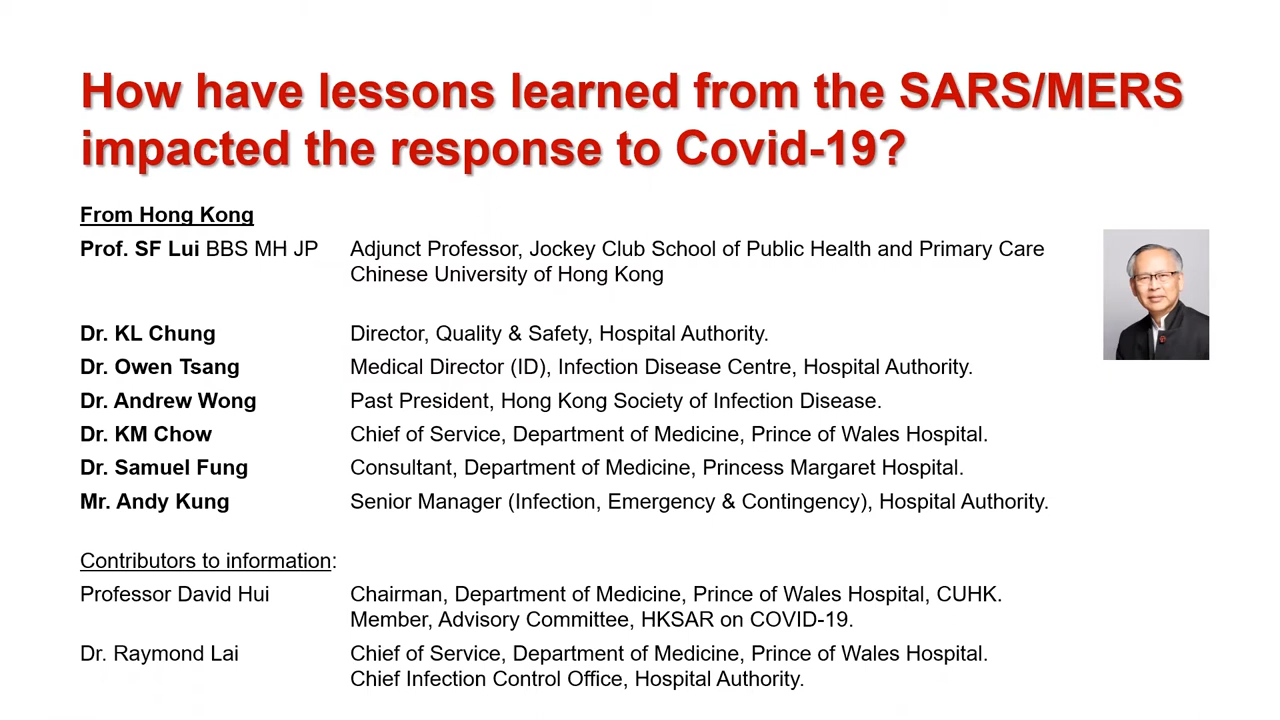 How have lessons learned from the SARS/MERS
impacted the response to Covid-19?
From Hong Kong
Prof. SF Lui BBS MH JP Adjunct Professor, Jockey Club School of Public Health and Primary Care
Chinese University of Hong Kong
Dr. KL Chung Director, Quality & Safety, Hospital Authority.
Dr. Owen Tsang Medical Director (ID), Infection Disease Centre, Hospital Authority.
Dr. Andrew Wong Past President, Hong Kong Society of Infection Disease.
Dr. KM Chow Chief of Service, Department of Medicine, Prince of Wales Hospital.
Dr. Samuel Fung Consultant, Department of Medicine, Princess Margaret Hospital.
Mr. Andy Kung Senior Manager (Infection, Emergency & Contingency), Hospital Authority.
Contributors to information:
Professor David Hui Chairman, Department of Medicine, Prince of Wales Hospital, CUHK.
Member, Advisory Committee, HKSAR on COVID-19.
Dr. Raymond Lai Chief of Service, Department of Medicine, Prince of Wales Hospital.
Chief Infection Control Office, Hospital Authority.